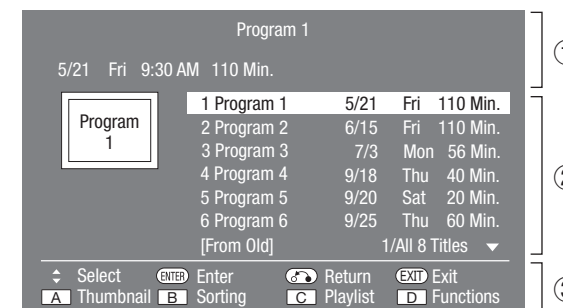 Program 1
5/21 Fri 9:30 AM 110 Min.
Program
1
1 Program 1 5/21 Fri 110 Min.
2 Program 2 6/15 Fri 110 Min.
3 Program 3 7/3 Mon 56 Min.
4 Program 4 9/18 Thu 40 Min.
5 Program 5 9/20 Sat 20 Min.
6 Program 6 9/25 Thu 60 Min.
[From Old] 1/All 8 Titles
Select ENTER Enter Return EXIT Exit
A Thumbnail B Sorting C Playlist D Functions